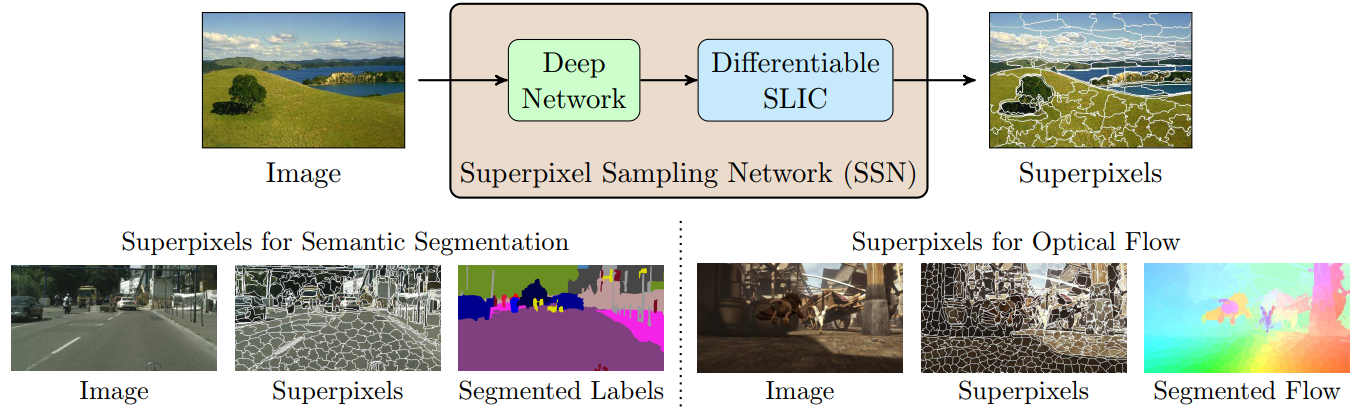 Deep
Network
Differentiable
SLIC
Image
Superpixel Sampling Network (SSN)
Superpixels
Superpixels for Semantic Segmentation
Image
Superpixels
Segmented Labels
Superpixels for Optical Flow
Image
Superpixels
Segmented Flow